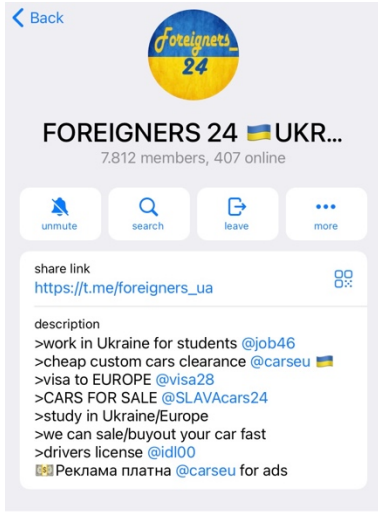 Back
Foreigners_
24
FOREIGNERS 24 🇺🇦UKR...
7.812 members, 407 online
unmute
search
leave
more
share link
https://t.me/foreigners_ua
description
>work in Ukraine for students @job46
>cheap custom cars clearance @carseu 🇺🇦
>visa to EUROPE @visa28
>CARS FOR SALE @SLAVAcars24
>study in Ukraine/Europe
>we can sale/buyout your car fast
>drivers license @idl00
💵Реклама платна @carseu for ads